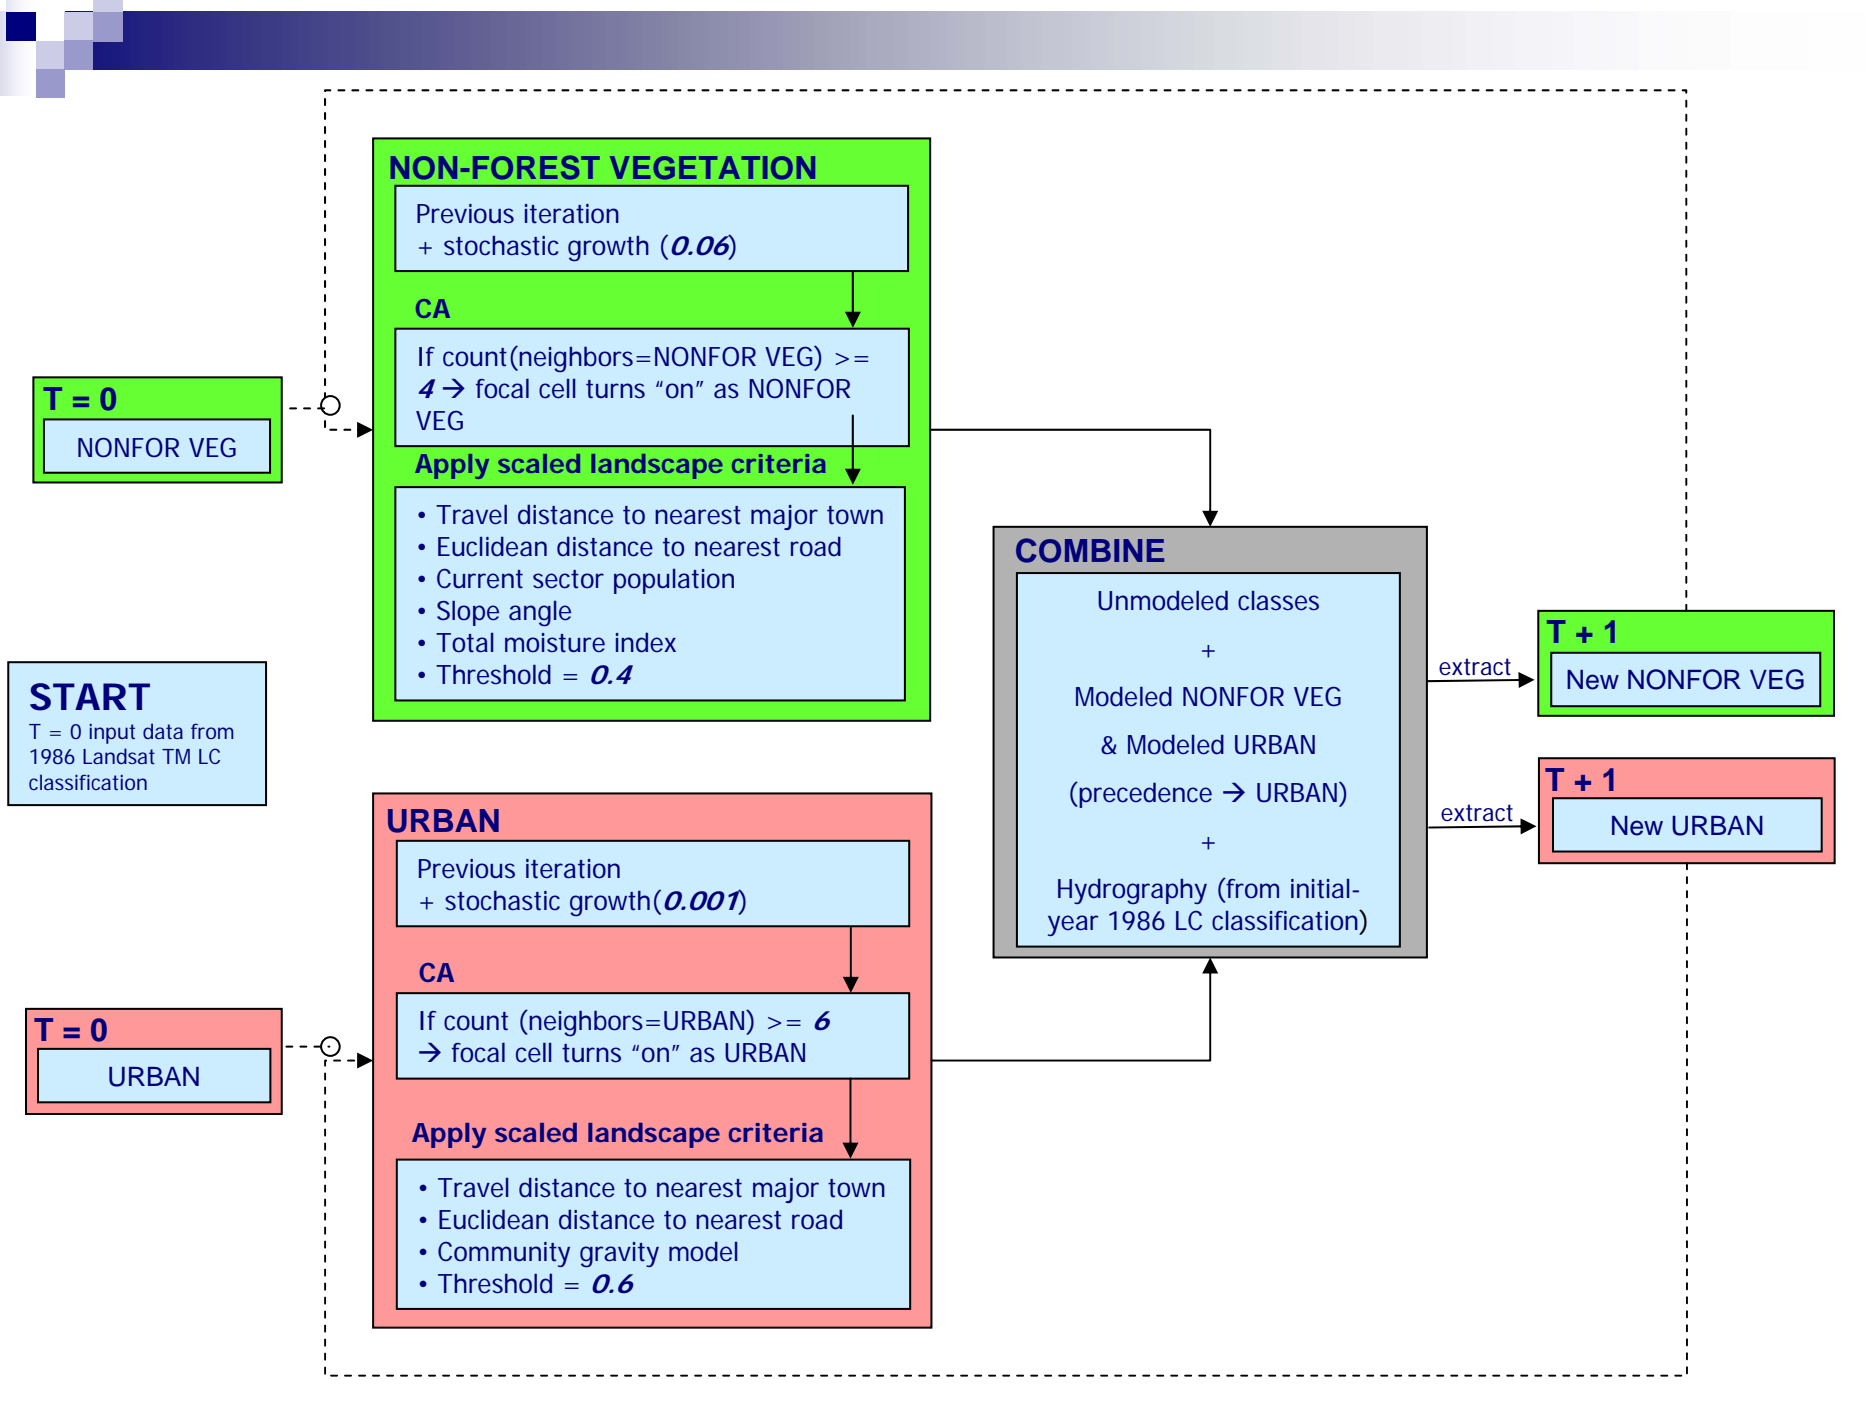 NON-FOREST VEGETATION
Previous iteration
+ stochastic growth (0.06)
CA
If count(neighbors=NONFOR VEG) >=
4 → focal cell turns “on” as NONFOR
VEG
Apply scaled landscape criteria
• Travel distance to nearest major town
• Euclidean distance to nearest road
• Current sector population
• Slope angle
• Total moisture index
• Threshold = 0.4
T = 0
NONFOR VEG
START
T = 0 input data from
1986 Landsat TM LC
classification
URBAN
Previous iteration
+ stochastic growth(0.001)
CA
If count (neighbors=URBAN) >= 6
→ focal cell turns “on” as URBAN
Apply scaled landscape criteria
• Travel distance to nearest major town
• Euclidean distance to nearest road
• Community gravity model
• Threshold = 0.6
T = 0
URBAN
COMBINE
Unmodeled classes
+
Modeled NONFOR VEG
& Modeled URBAN
(precedence → URBAN)
+
Hydrography (from initial-
year 1986 LC classification)
extract
T + 1
New NONFOR VEG
extract
T + 1
New URBAN